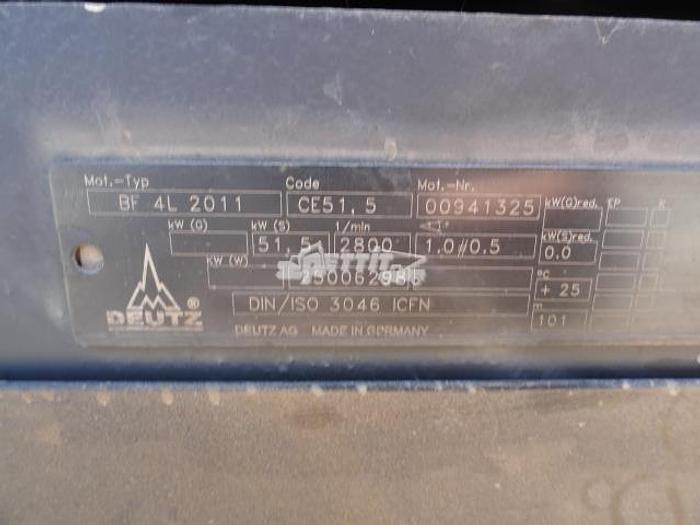 Mot.-Typ Code Mot.-Nr.
BF 4L 2011 CE51,5 00941325 kW(G)red. EP K
kW (G) kW (S) 1/min
51,5 2800 1.0//0.5 kW(S)red. 0.0
kW (W) °C
+ 25
DIN/ISO 3046 ICFN m
101
DEUTZ ®
DEUTZ AG MADE IN GERMANY
PETTIT